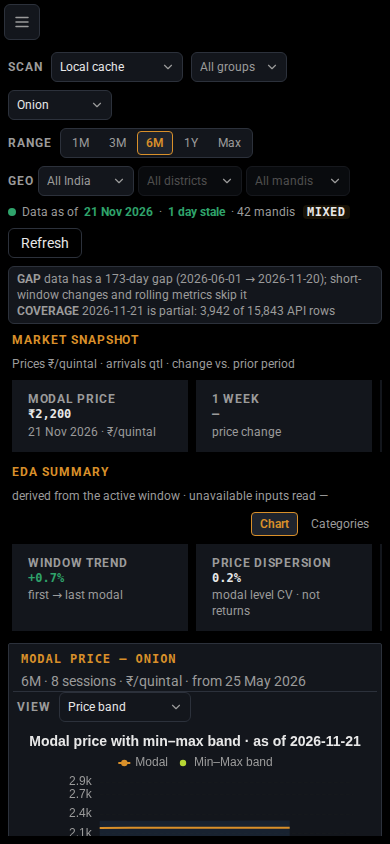 SCAN Local cache All groups
Onion
RANGE 1M 3M 6M 1Y Max
GEO All India All districts All mandis
Data as of 21 Nov 2026 · 1 day stale · 42 mandis MIXED
Refresh
GAP data has a 173-day gap (2026-06-01 → 2026-11-20); short-
window changes and rolling metrics skip it
COVERAGE 2026-11-21 is partial: 3,942 of 15,843 API rows
MARKET SNAPSHOT
Prices ₹/quintal · arrivals qtl · change vs. prior period
MODAL PRICE
₹2,200
21 Nov 2026 · ₹/quintal
1 WEEK
—
price change
EDA SUMMARY
derived from the active window · unavailable inputs read —
Chart Categories
WINDOW TREND
+0.7%
first → last modal
PRICE DISPERSION
0.2%
modal level CV · not
returns
MODAL PRICE — ONION
6M · 8 sessions · ₹/quintal · from 25 May 2026
VIEW Price band
Modal price with min–max band · as of 2026-11-21
Modal Min–Max band
2.9k
2.7k
2.4k
2.1k